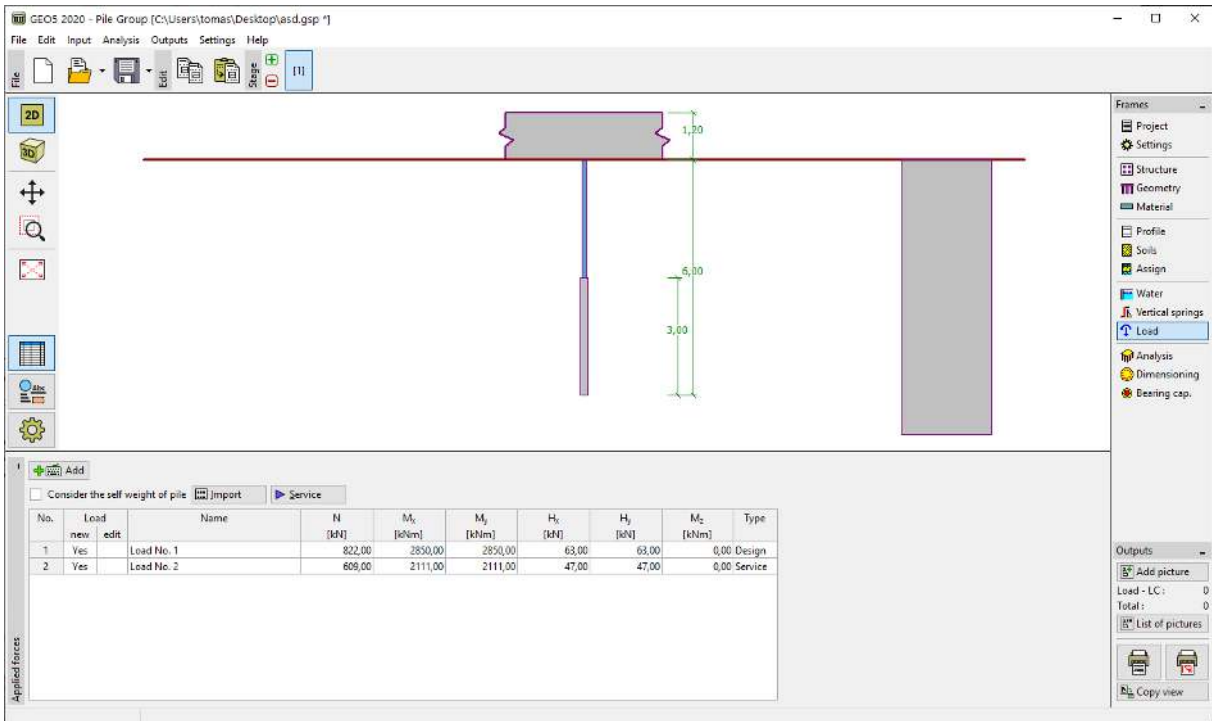 GEO5 2020 - Pile Group [C:\Users\tomas\Desktop\asd.gsp *]
File Edit Input Analysis Outputs Settings Help
File
Edit
Stage
[1]
2D
3D
1,20
6,00
3,00
Frames
Project
Settings
Structure
Geometry
Material
Profile
Soils
Assign
Water
Vertical springs
Load
Analysis
Dimensioning
Bearing cap.
Add
Consider the self weight of pile Import Service
No. Load Name N Mx My Hx Hy Mz Type
new edit [kN] [kNm] [kNm] [kN] [kN] [kNm]
1 Yes Load No. 1 822,00 2850,00 2850,00 63,00 63,00 0,00 Design
2 Yes Load No. 2 609,00 2111,00 2111,00 47,00 47,00 0,00 Service
Applied forces
Outputs
Add picture
Load - LC : 0
Total : 0
List of pictures
Copy view